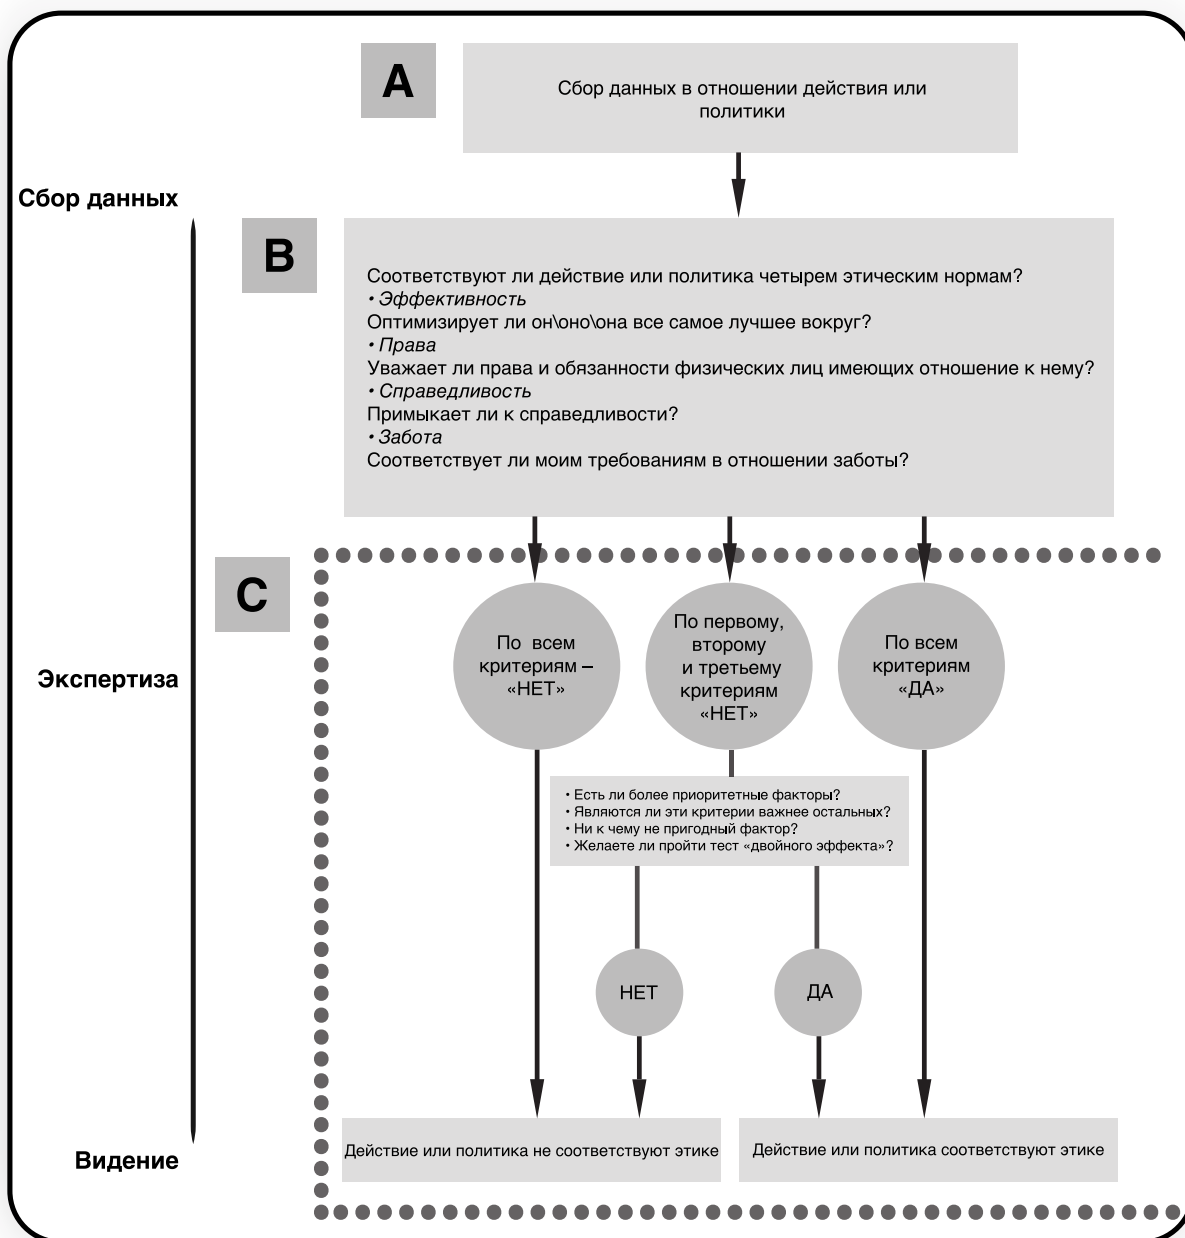 A
Сбор данных в отношении действия или
политики
Сбор данных
B
Соответствуют ли действие или политика четырем этическим нормам?
• Эффективность
Оптимизирует ли он\оно\она все самое лучшее вокруг?
• Права
Уважает ли права и обязанности физических лиц имеющих отношение к нему?
• Справедливость
Примыкает ли к справедливости?
• Забота
Соответствует ли моим требованиям в отношении заботы?
C
По всем
критериям –
«НЕТ»
По первому,
второму
и третьему
критериям
«НЕТ»
По всем
критериям
«ДА»
Экспертиза
• Есть ли более приоритетные факторы?
• Являются ли эти критерии важнее остальных?
• Ни к чему не пригодный фактор?
• Желаете ли пройти тест «двойного эффекта»?
НЕТ
ДА
Видение
Действие или политика не соответствуют этике
Действие или политика соответствуют этике